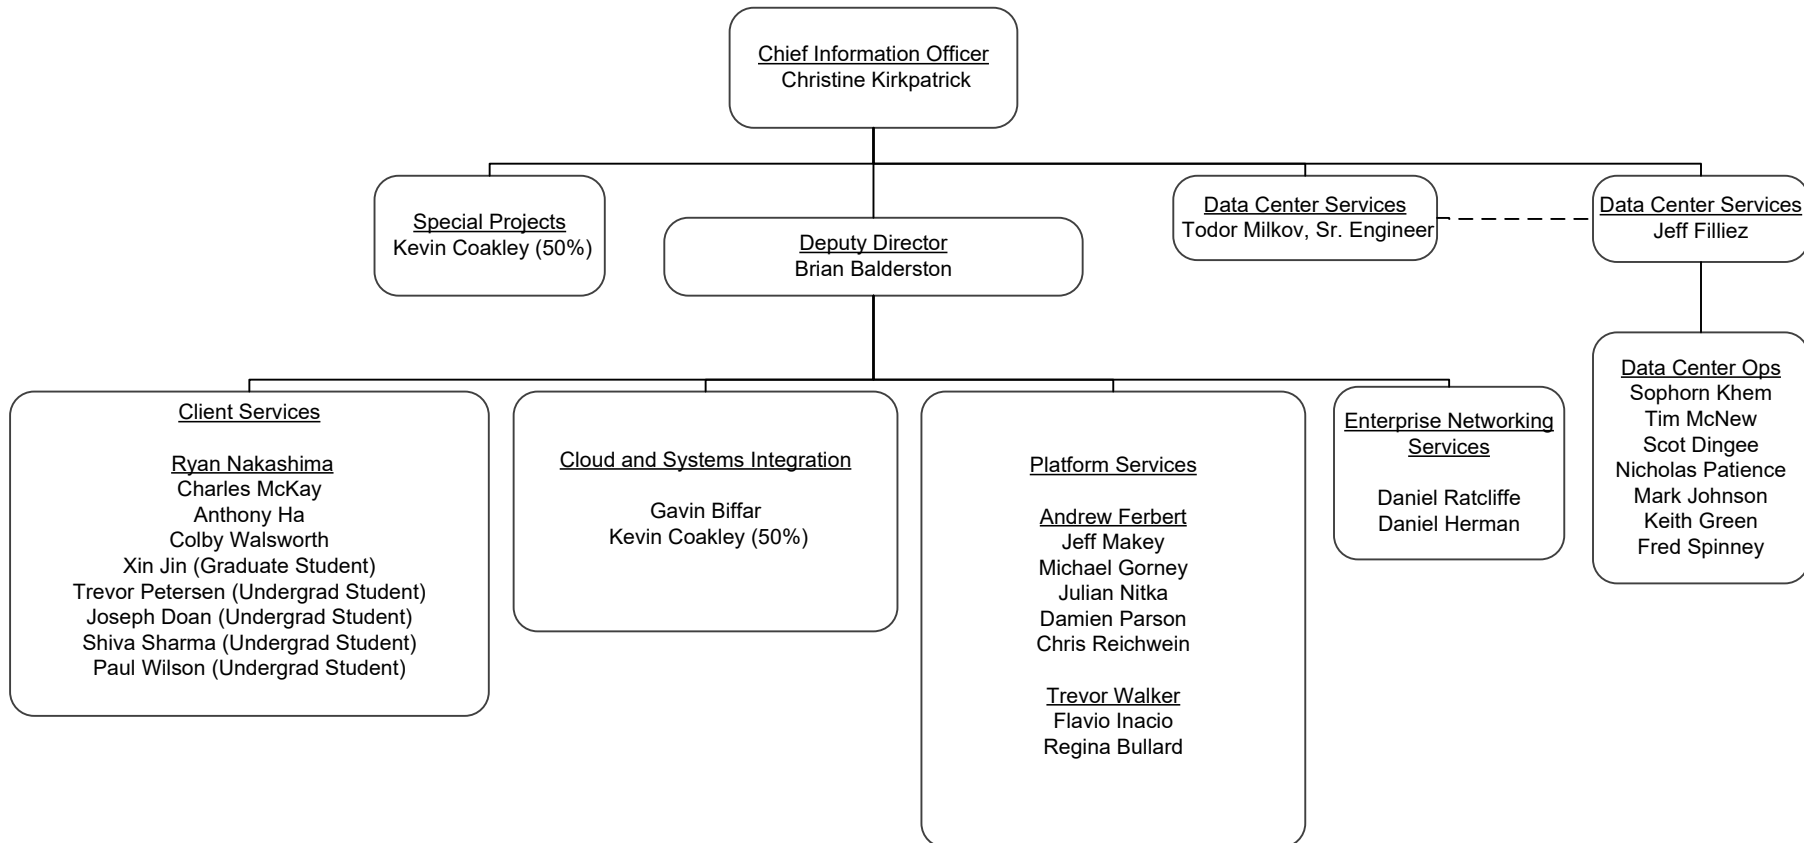 Chief Information Officer
Christine Kirkpatrick
Special Projects
Kevin Coakley (50%)
Deputy Director
Brian Balderston
Data Center Services
Todor Milkov, Sr. Engineer
Data Center Services
Jeff Filliez
Client Services
Ryan Nakashima
Charles McKay
Anthony Ha
Colby Walsworth
Xin Jin (Graduate Student)
Trevor Petersen (Undergrad Student)
Joseph Doan (Undergrad Student)
Shiva Sharma (Undergrad Student)
Paul Wilson (Undergrad Student)
Cloud and Systems Integration
Gavin Biffar
Kevin Coakley (50%)
Platform Services
Andrew Ferbert
Jeff Makey
Michael Gorney
Julian Nitka
Damien Parson
Chris Reichwein
Trevor Walker
Flavio Inacio
Regina Bullard
Enterprise Networking
Services
Daniel Ratcliffe
Daniel Herman
Data Center Ops
Sophorn Khem
Tim McNew
Scot Dingee
Nicholas Patience
Mark Johnson
Keith Green
Fred Spinney